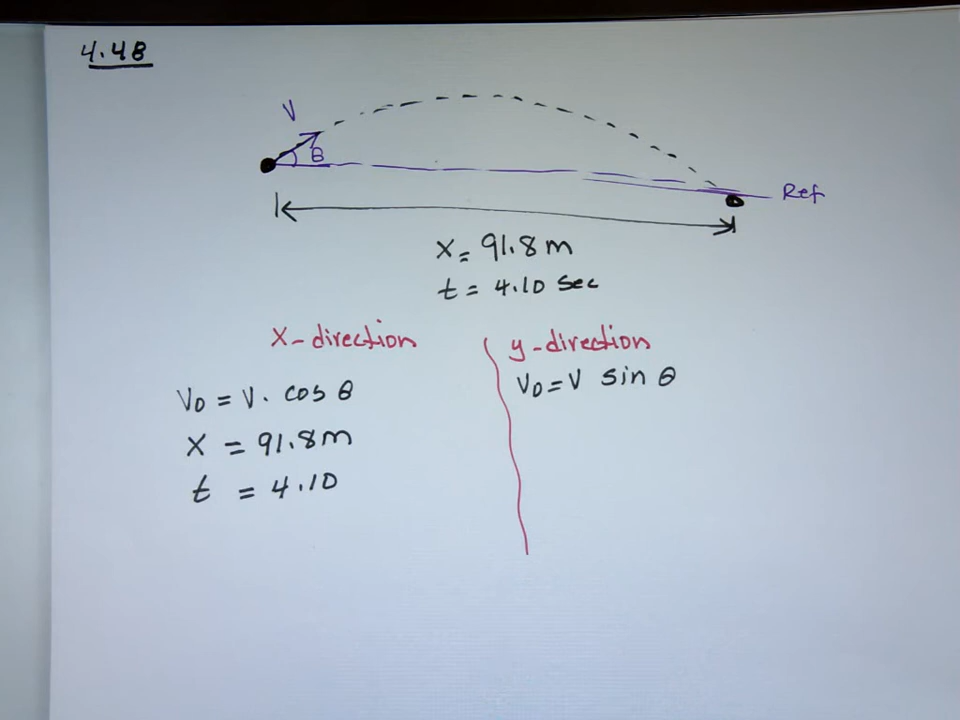 4.48
V
θ
Ref
x = 91.8 m
t = 4.10 sec
x-direction
y-direction
V0 = V. cos θ
V0 = V sin θ
x = 91.8 m
t = 4.10